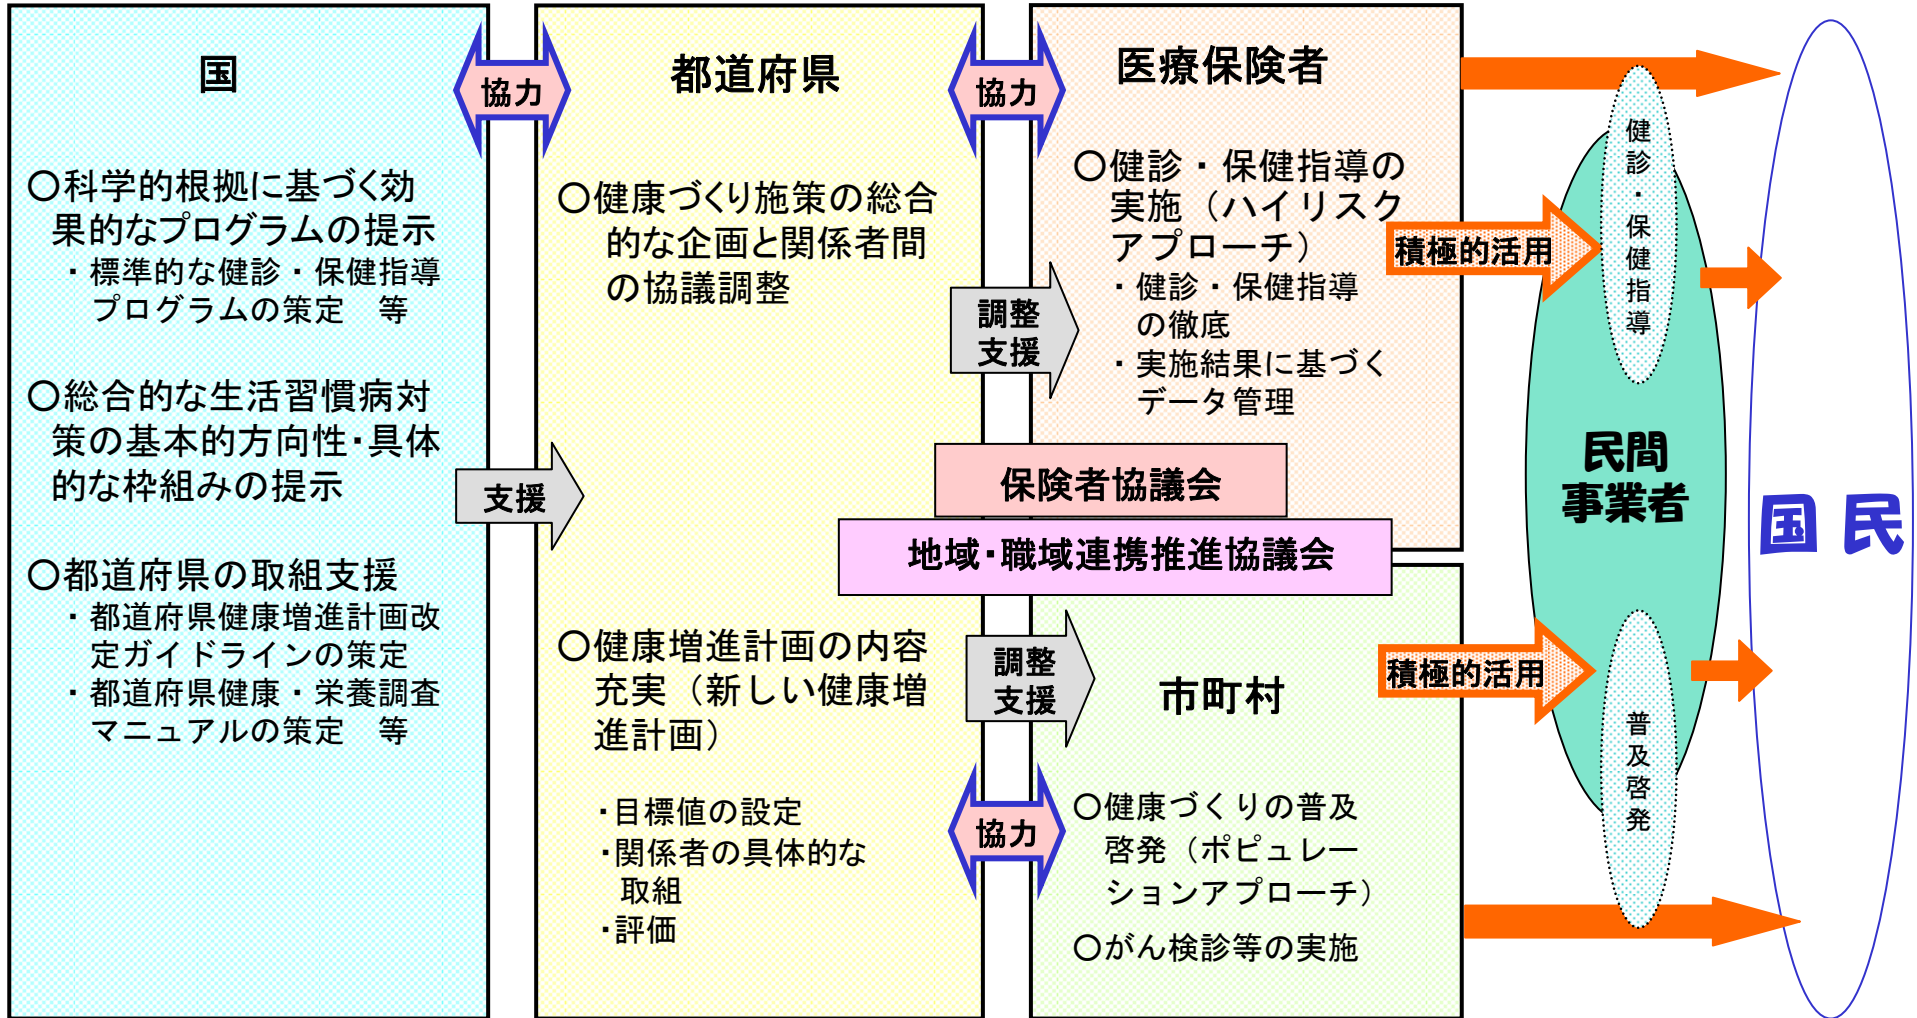 国
協力
都道府県
協力
医療保険者
〇科学的根拠に基づく効
果的なプログラムの提示
・標準的な健診・保健指導
プログラムの策定　等
〇総合的な生活習慣病対
策の基本的方向性・具体
的な枠組みの提示
〇都道府県の取組支援
・都道府県健康増進計画改
定ガイドラインの策定
・都道府県健康・栄養調査
マニュアルの策定　等
支援
〇健康づくり施策の総合
的な企画と関係者間
の協議調整
調整
支援
〇健康増進計画の内容
充実（新しい健康増
進計画）
・目標値の設定
・関係者の具体的な
取組
・評価
調整
支援
協力
〇健診・保健指導の
実施（ハイリスク
アプローチ）
・健診・保健指導
の徹底
・実施結果に基づく
データ管理
保険者協議会
地域・職域連携推進協議会
市町村
〇健康づくりの普及
啓発（ポピュレー
ションアプローチ）
〇がん検診等の実施
積極的活用
積極的活用
健診・保健指導
民間
事業者
普及啓発
国民